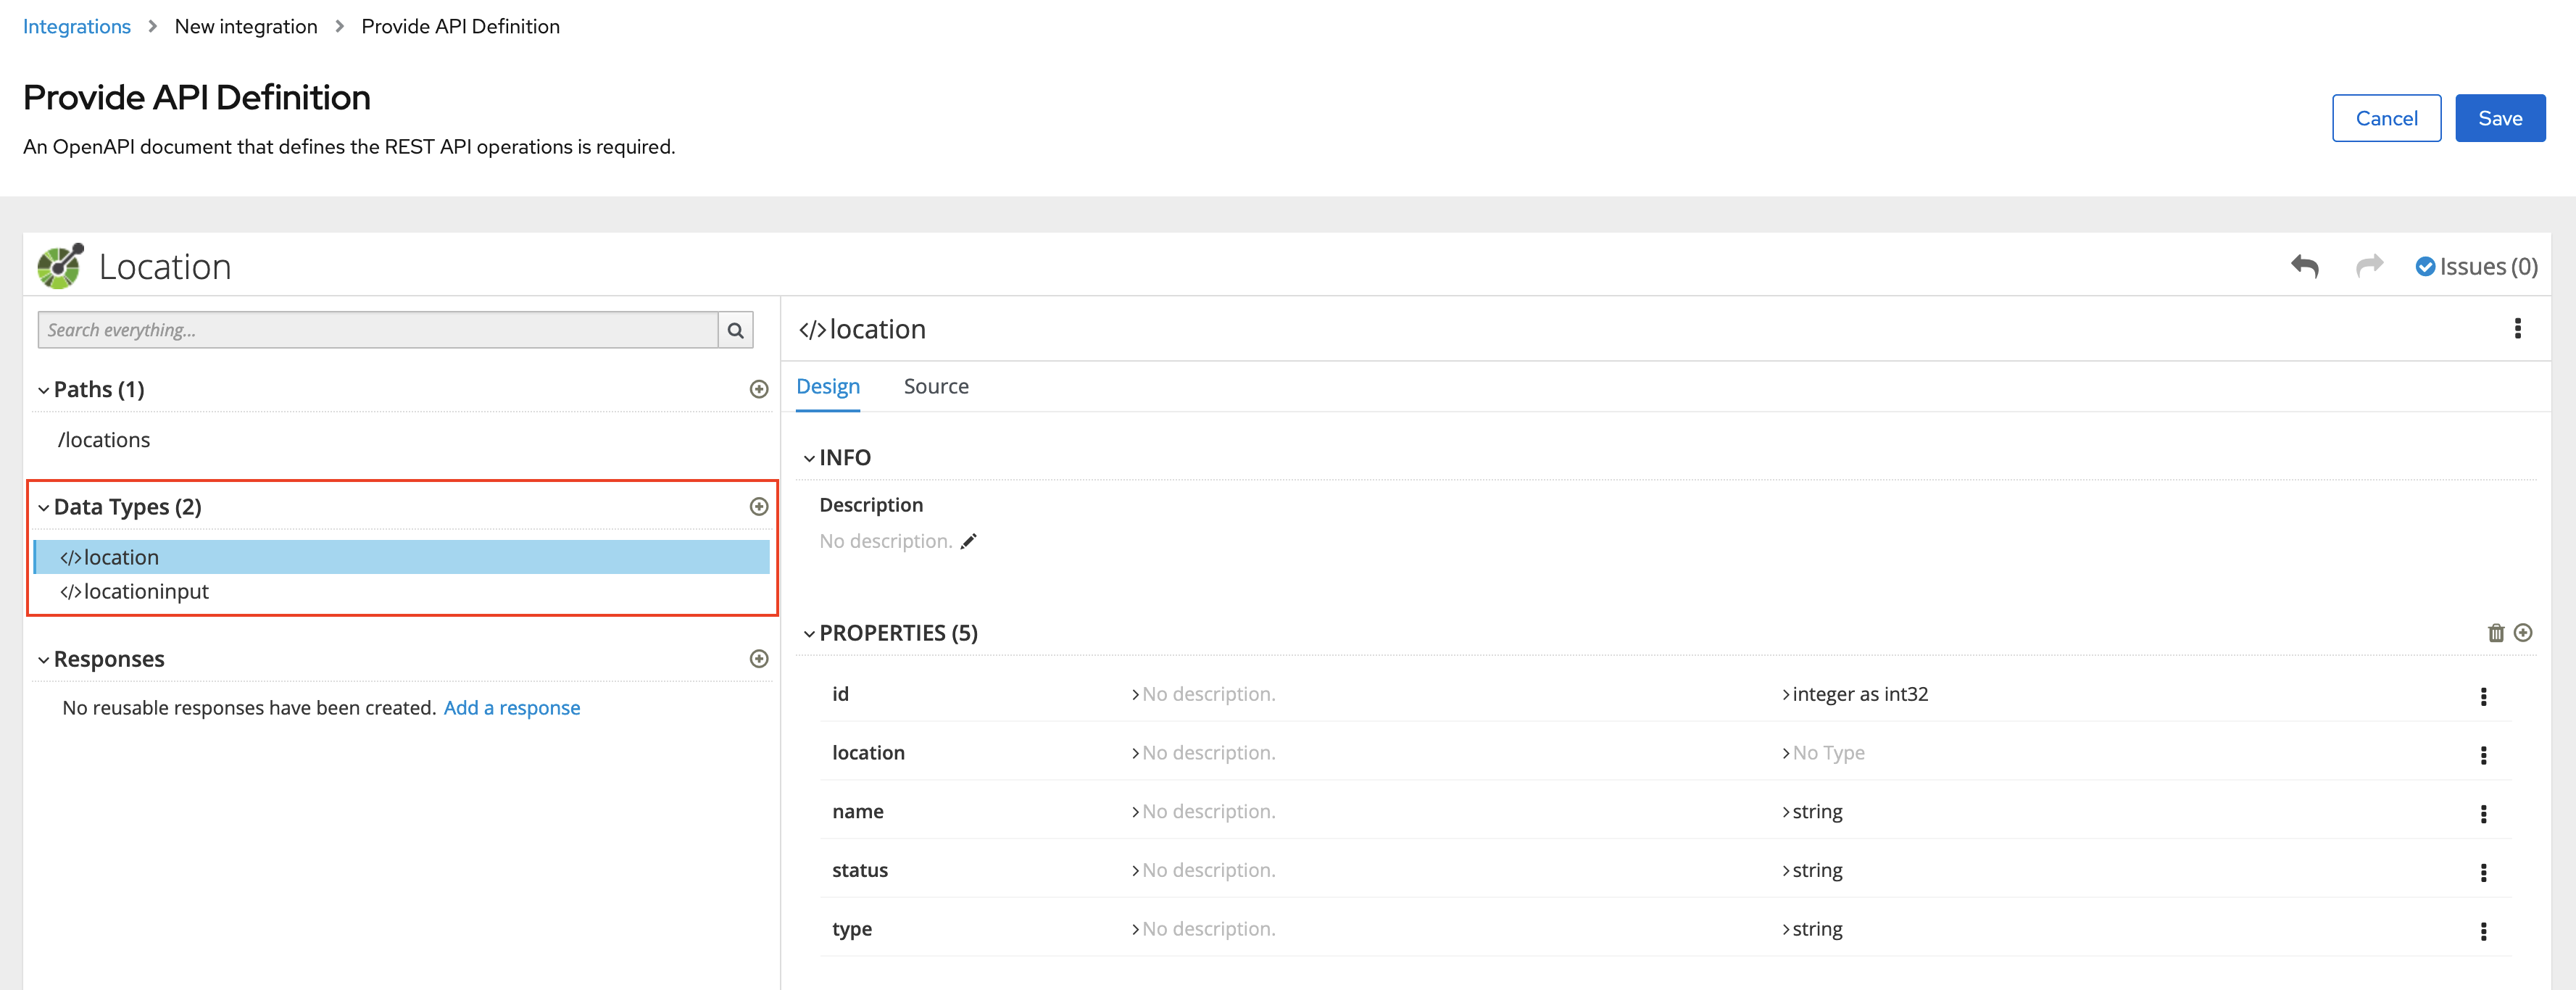 Integrations > New integration > Provide API Definition
Provide API Definition
An OpenAPI document that defines the REST API operations is required.
Cancel
Save
Location
Issues (0)
Search everything...
Paths (1)
/locations
Data Types (2)
</>location
</>locationinput
Responses
No reusable responses have been created. Add a response
</>location
Design Source
INFO
Description
No description.
PROPERTIES (5)
id >No description. >integer as int32
location >No description. >No Type
name >No description. >string
status >No description. >string
type >No description. >string